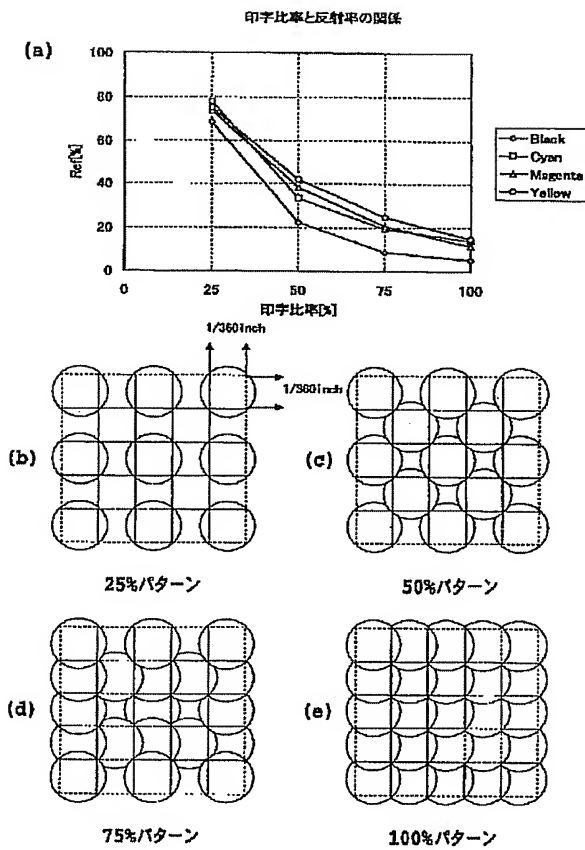 印字比率と反射率の関係
(a)
100
80
60
40
20
0
Ref[%]
0 25 50 75 100
印字比率[%]
Black
Cyan
Magenta
Yellow
1/360inch
1/360inch
(b)
(c)
25%パターン
50%パターン
(d)
(e)
75%パターン
100%パターン